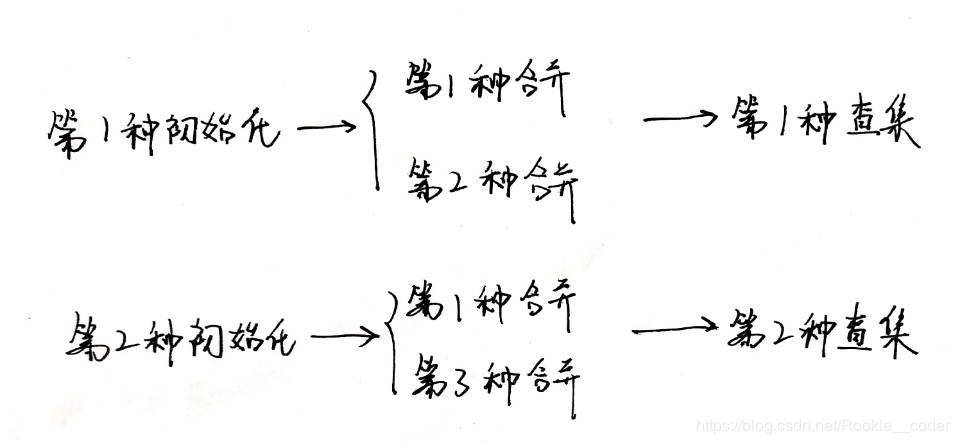 第1种合并
第1种初始化 → { → 第1种查集
第2种合并
第1种合并
第2种初始化 → { → 第2种查集
第3种合并
https://blog.csdn.net/Rookie__coder